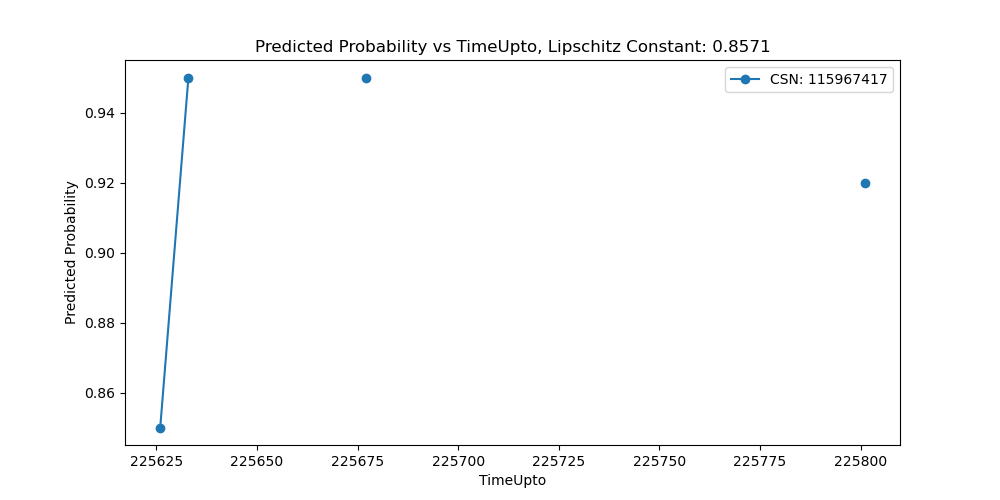 Predicted Probability vs TimeUpto, Lipschitz Constant: 0.8571
CSN: 115967417
Predicted Probability
0.94
0.92
0.90
0.88
0.86
225625 225650 225675 225700 225725 225750 225775 225800
TimeUpto